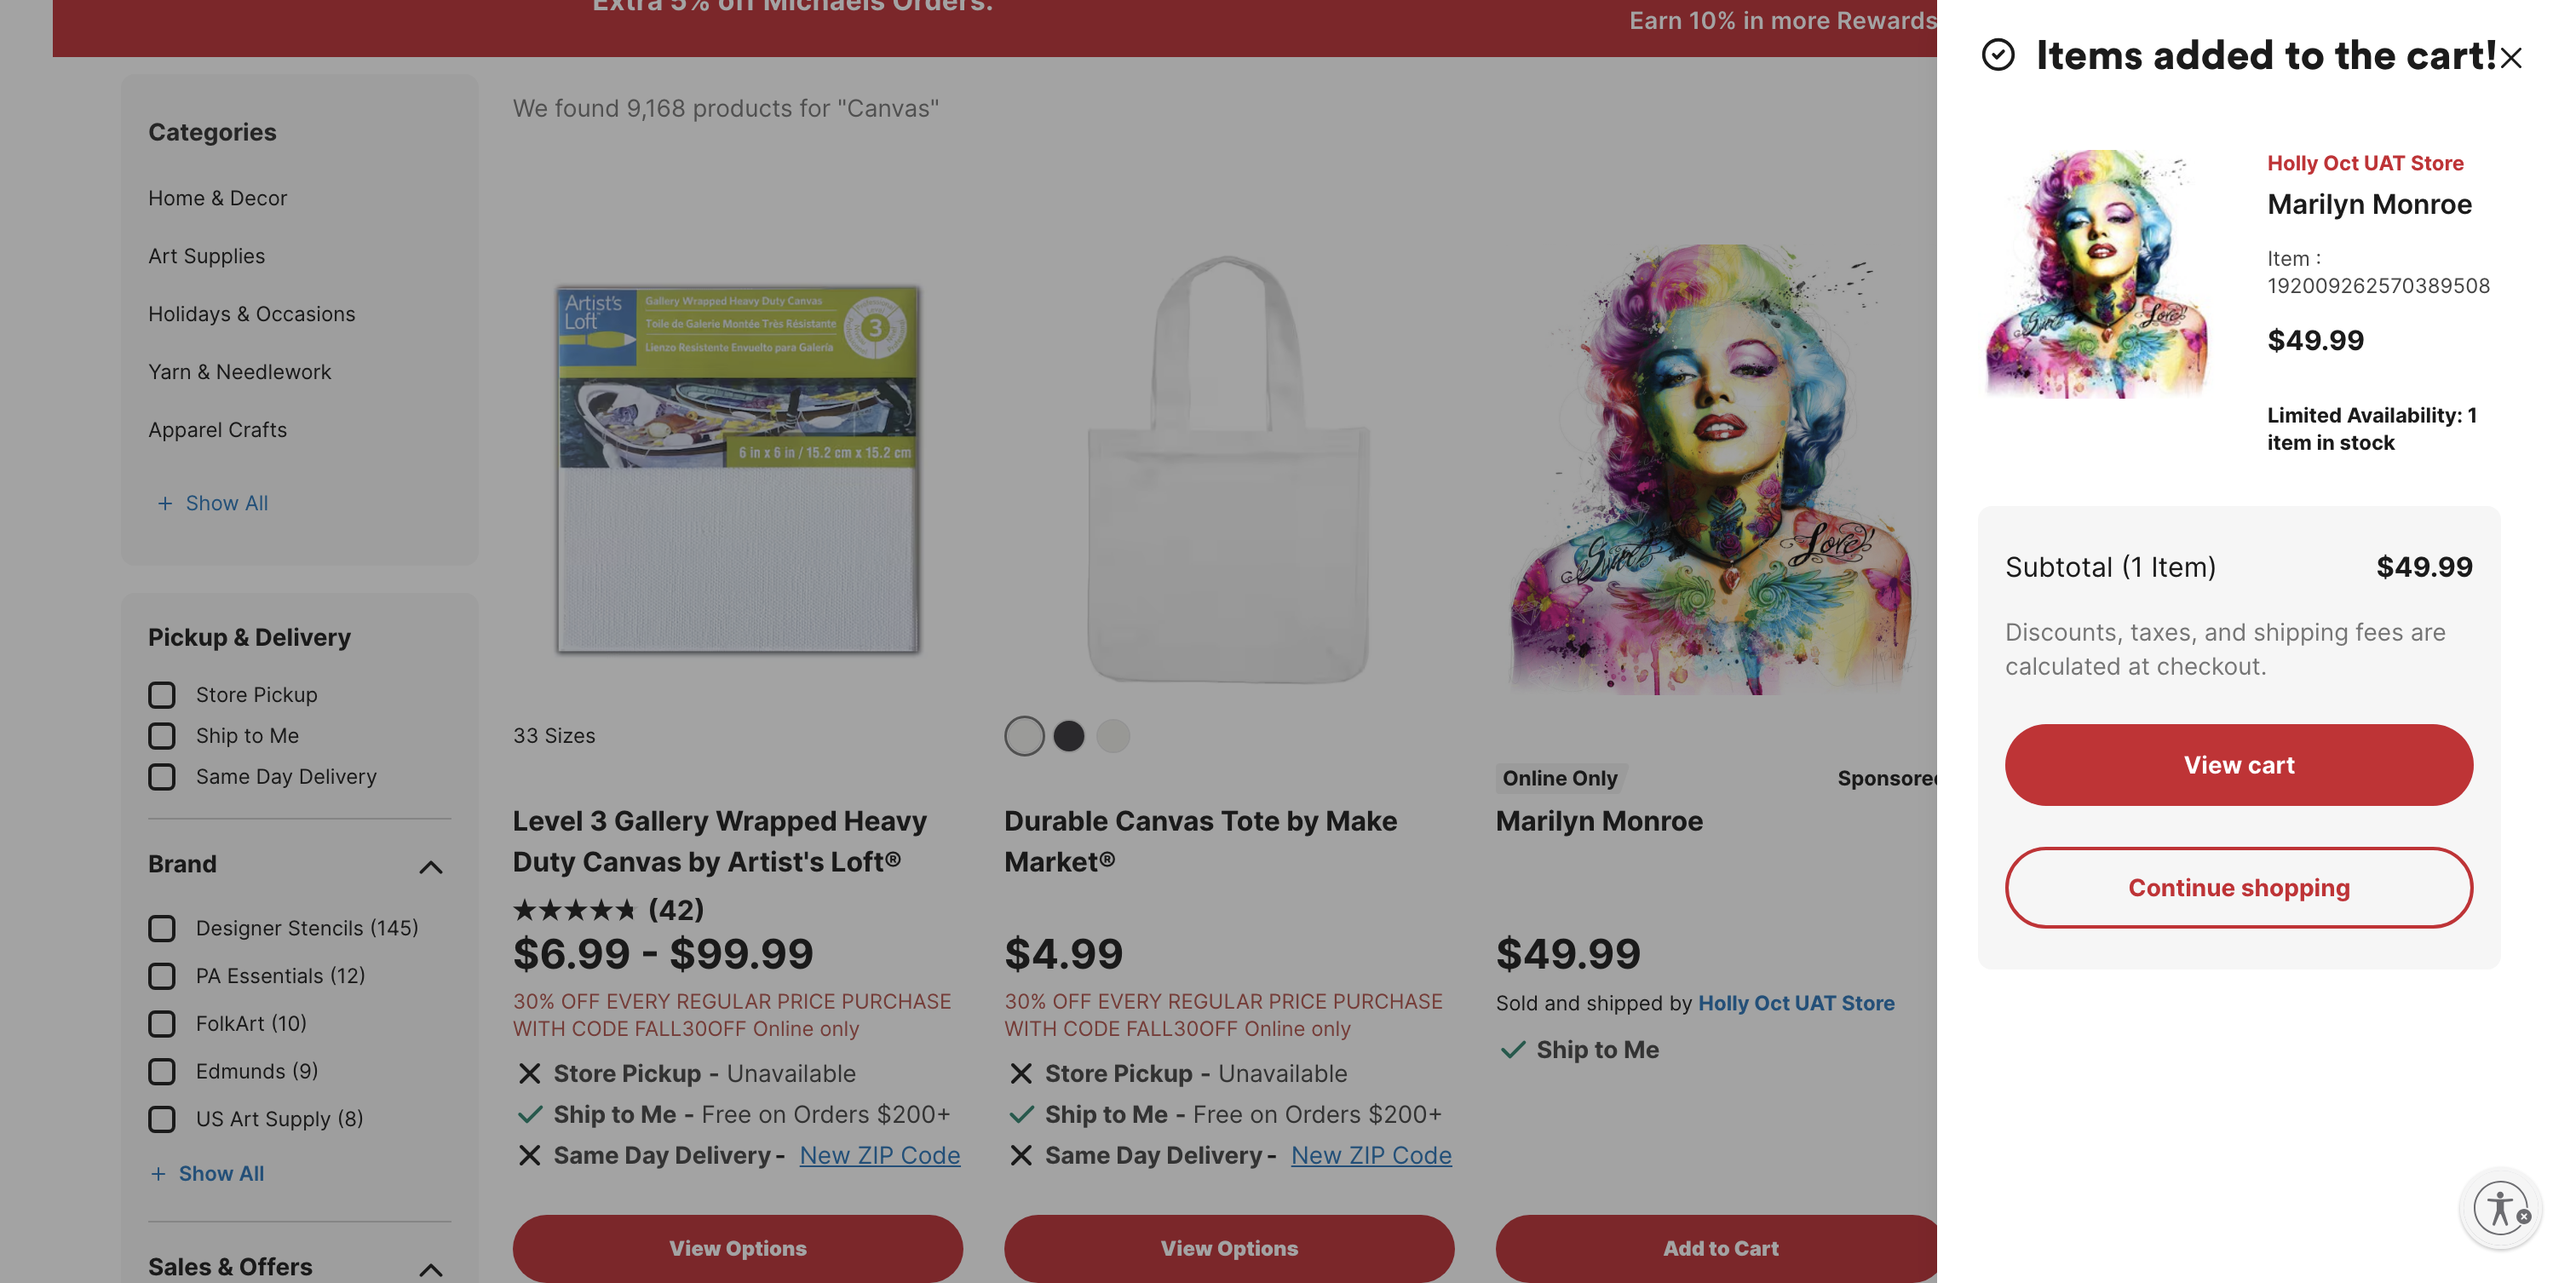 Extra 5% off Michaels Orders.
Earn 10% in more Rewards
Categories
Home & Decor
Art Supplies
Holidays & Occasions
Yarn & Needlework
Apparel Crafts
+ Show All
Pickup & Delivery
Store Pickup
Ship to Me
Same Day Delivery
Brand
Designer Stencils (145)
PA Essentials (12)
FolkArt (10)
Edmunds (9)
US Art Supply (8)
+ Show All
Sales & Offers
We found 9,168 products for "Canvas"
Artist's
Loft
Gallery Wrapped Heavy Duty Canvas
Toile de Galerie Montée Très Résistante
Lienzo Resistente Envuelto para Galería
3
6 in x 6 in / 15.2 cm x 15.2 cm
33 Sizes
Level 3 Gallery Wrapped Heavy
Duty Canvas by Artist's Loft®
(42)
$6.99 - $99.99
30% OFF EVERY REGULAR PRICE PURCHASE
WITH CODE FALL30OFF Online only
Store Pickup - Unavailable
Ship to Me - Free on Orders $200+
Same Day Delivery - New ZIP Code
View Options
Durable Canvas Tote by Make
Market®
$4.99
30% OFF EVERY REGULAR PRICE PURCHASE
WITH CODE FALL30OFF Online only
Store Pickup - Unavailable
Ship to Me - Free on Orders $200+
Same Day Delivery - New ZIP Code
View Options
Sweet Love
Online Only
Sponsored
Marilyn Monroe
$49.99
Sold and shipped by Holly Oct UAT Store
Ship to Me
Add to Cart
Items added to the cart!
Sweet Love
Holly Oct UAT Store
Marilyn Monroe
Item :
192009262570389508
$49.99
Limited Availability: 1
item in stock
Subtotal (1 Item) $49.99
Discounts, taxes, and shipping fees are
calculated at checkout.
View cart
Continue shopping